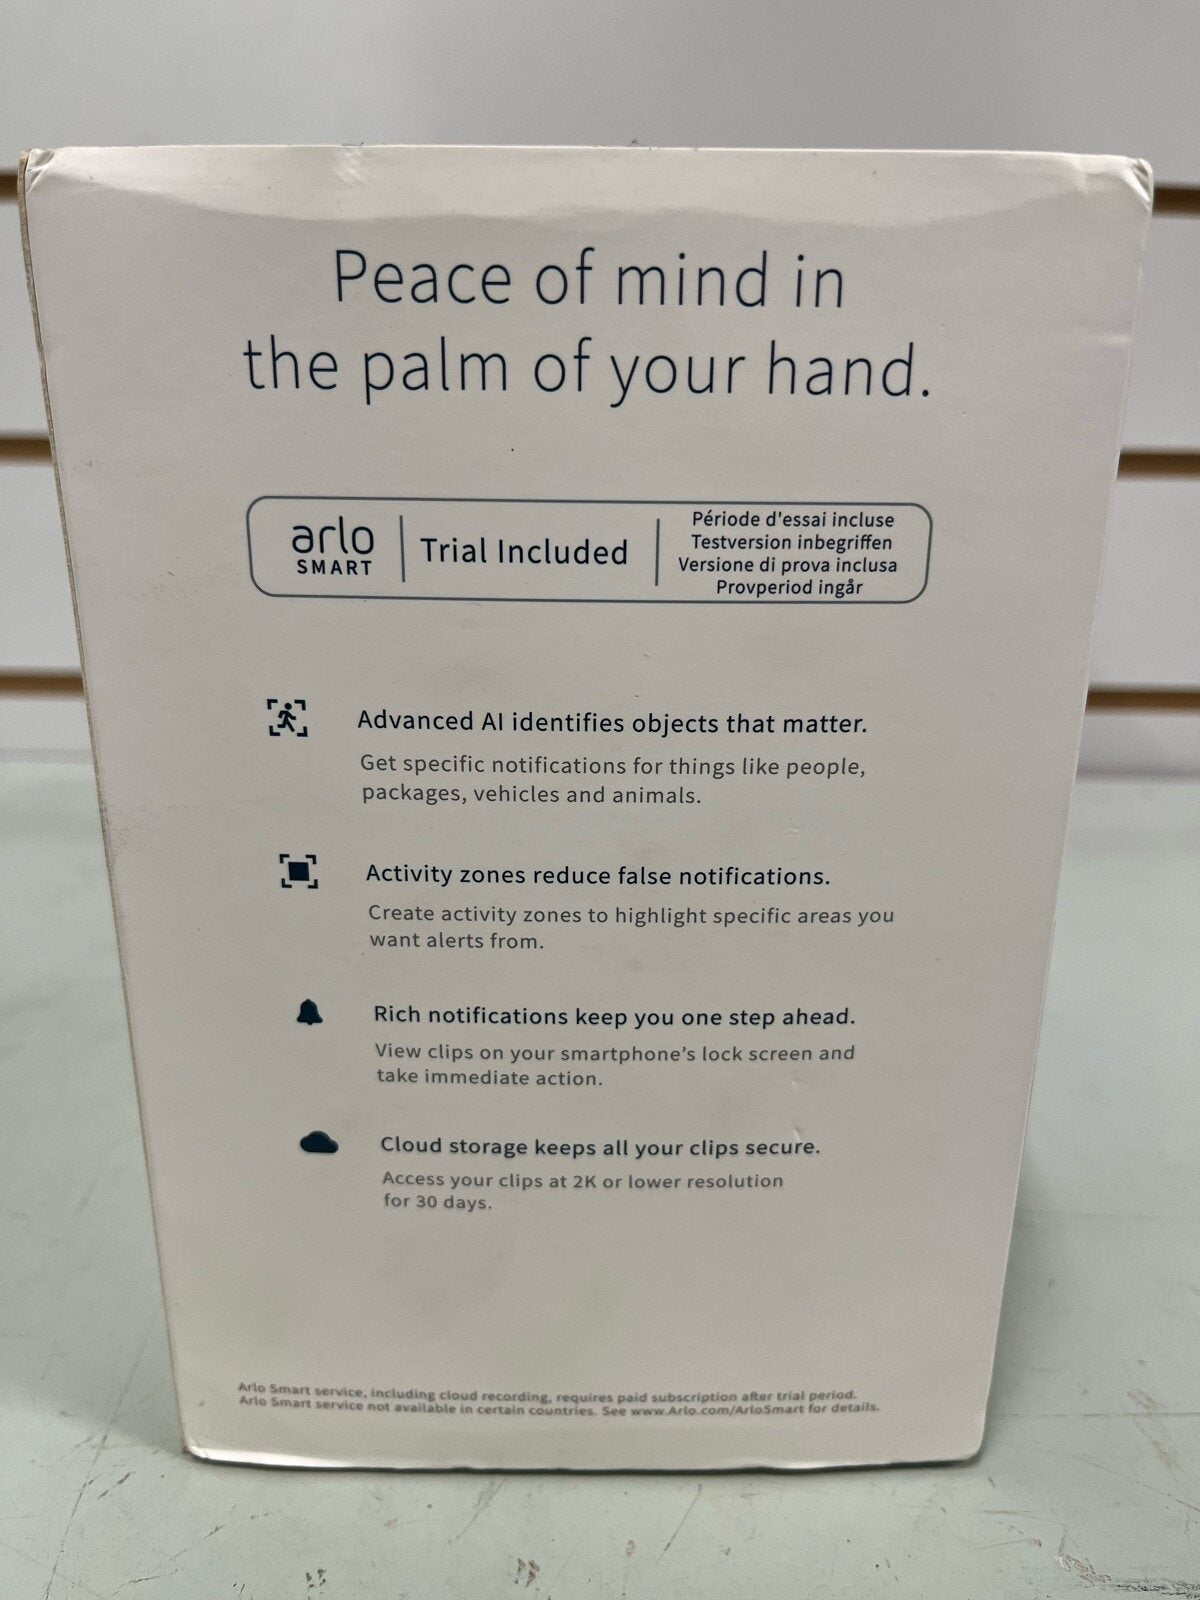 Peace of mind in
the palm of your hand.
arlo
SMART
Trial Included
Période d'essai incluse
Testversion inbegriffen
Versione di prova inclusa
Provperiod ingår
Advanced AI identifies objects that matter.
Get specific notifications for things like people,
packages, vehicles and animals.
Activity zones reduce false notifications.
Create activity zones to highlight specific areas you
want alerts from.
Rich notifications keep you one step ahead.
View clips on your smartphone's lock screen and
take immediate action.
Cloud storage keeps all your clips secure.
Access your clips at 2K or lower resolution
for 30 days.
Arlo Smart service, including cloud recording, requires paid subscription after trial period.
Arlo Smart service not available in certain countries. See www.Arlo.com/ArloSmart for details.